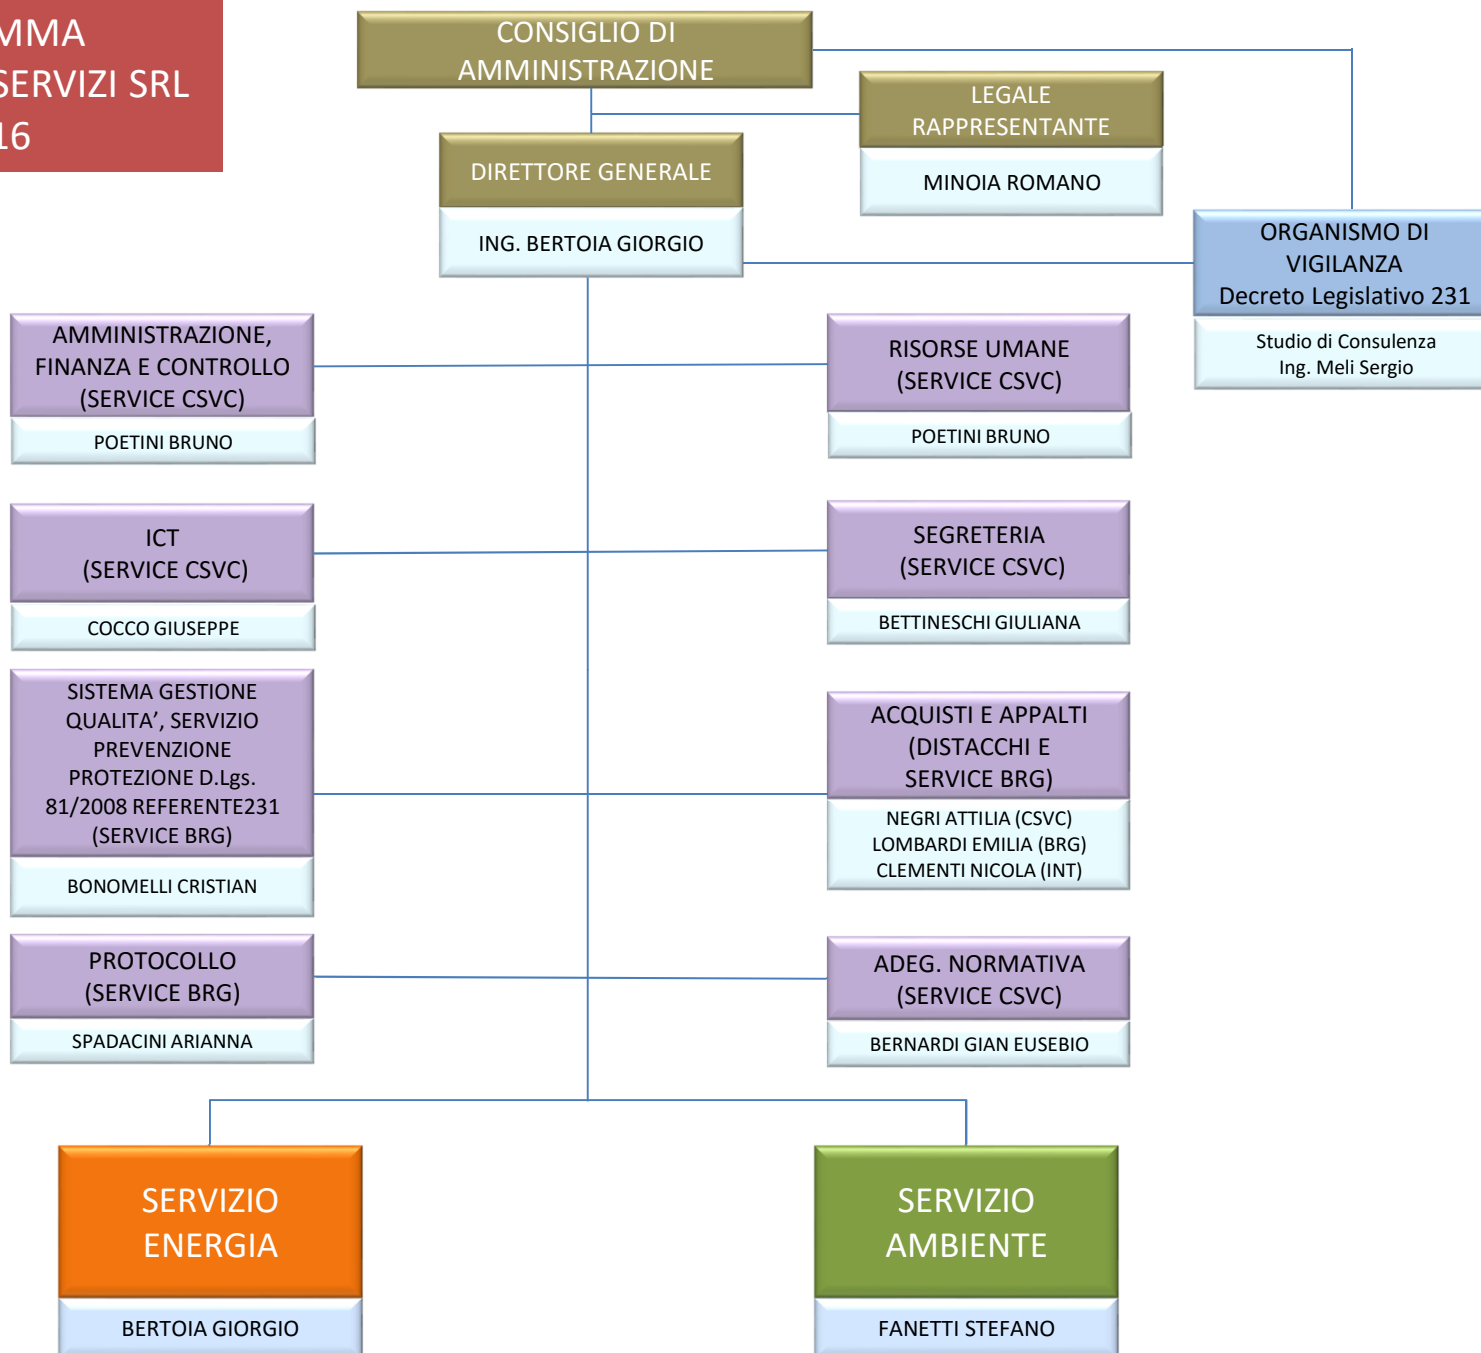 MMA
SERVIZI SRL
16
CONSIGLIO DI
AMMINISTRAZIONE
LEGALE
RAPPRESENTANTE
MINOIA ROMANO
DIRETTORE GENERALE
ING. BERTOIA GIORGIO
ORGANISMO DI
VIGILANZA
Decreto Legislativo 231
Studio di Consulenza
Ing. Meli Sergio
AMMINISTRAZIONE,
FINANZA E CONTROLLO
(SERVICE CSVC)
POETINI BRUNO
RISORSE UMANE
(SERVICE CSVC)
POETINI BRUNO
ICT
(SERVICE CSVC)
COCCO GIUSEPPE
SEGRETERIA
(SERVICE CSVC)
BETTINESCHI GIULIANA
SISTEMA GESTIONE
QUALITA’, SERVIZIO
PREVENZIONE
PROTEZIONE D.Lgs.
81/2008 REFERENTE231
(SERVICE BRG)
BONOMELLI CRISTIAN
ACQUISTI E APPALTI
(DISTACCHI E
SERVICE BRG)
NEGRI ATTILIA (CSVC)
LOMBARDI EMILIA (BRG)
CLEMENTI NICOLA (INT)
PROTOCOLLO
(SERVICE BRG)
SPADACINI ARIANNA
ADEG. NORMATIVA
(SERVICE CSVC)
BERNARDI GIAN EUSEBIO
SERVIZIO
ENERGIA
BERTOIA GIORGIO
SERVIZIO
AMBIENTE
FANETTI STEFANO